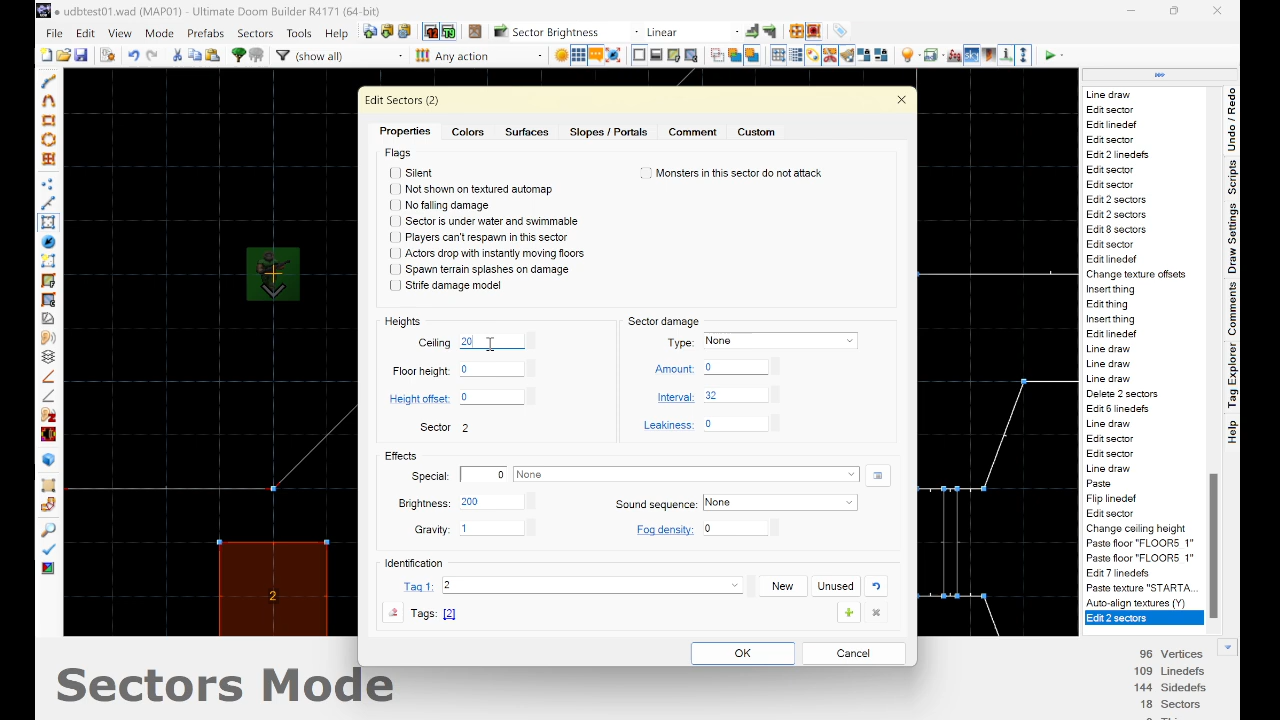 ● udbtest01.wad (MAP01) - Ultimate Doom Builder R4171 (64-bit)
File Edit View Mode Prefabs Sectors Tools Help Sector Brightness Linear
(show all) Any action
Edit Sectors (2)
Properties Colors Surfaces Slopes / Portals Comment Custom
Flags
Silent Monsters in this sector do not attack
Not shown on textured automap
No falling damage
Sector is under water and swimmable
Players can't respawn in this sector
Actors drop with instantly moving floors
Spawn terrain splashes on damage
Strife damage model
Heights Sector damage
Ceiling 20 Type: None
Floor height: 0 Amount: 0
Height offset: 0 Interval: 32
Sector 2 Leakiness: 0
Effects
Special: 0 None
Brightness: 200 Sound sequence: None
Gravity: 1 Fog density: 0
Identification
Tag 1: 2 New Unused
Tags: [2]
OK Cancel
2
Line draw
Edit sector
Edit linedef
Edit sector
Edit 2 linedefs
Edit sector
Edit sector
Edit 2 sectors
Edit 2 sectors
Edit 8 sectors
Edit sector
Edit linedef
Change texture offsets
Insert thing
Edit thing
Insert thing
Edit linedef
Line draw
Line draw
Line draw
Delete 2 sectors
Edit 6 linedefs
Line draw
Edit sector
Edit sector
Line draw
Paste
Flip linedef
Edit sector
Change ceiling height
Paste floor "FLOOR5_1"
Paste floor "FLOOR5_1"
Edit 7 linedefs
Paste texture "STARTA...
Auto-align textures (Y)
Edit 2 sectors
Undo / Redo
Scripts
Draw Settings
Comments
Tag Explorer
Help
Sectors Mode
96 Vertices
109 Linedefs
144 Sidedefs
18 Sectors